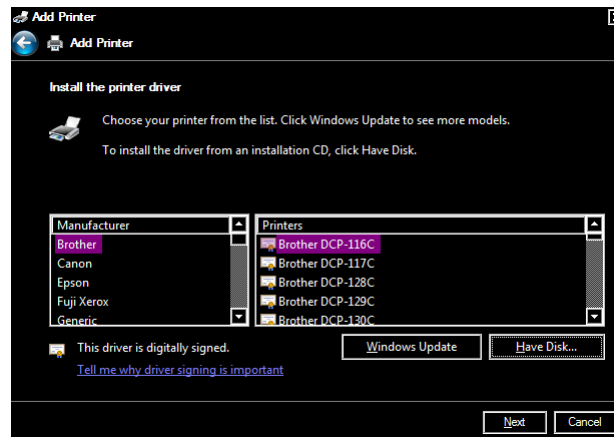 Add Printer
Add Printer
Install the printer driver
Choose your printer from the list. Click Windows Update to see more models.
To install the driver from an installation CD, click Have Disk.
Manufacturer
Brother
Canon
Epson
Fuji Xerox
Generic
Printers
Brother DCP-116C
Brother DCP-117C
Brother DCP-128C
Brother DCP-129C
Brother DCP-130C
This driver is digitally signed.
Tell me why driver signing is important
Windows Update
Have Disk...
Next
Cancel